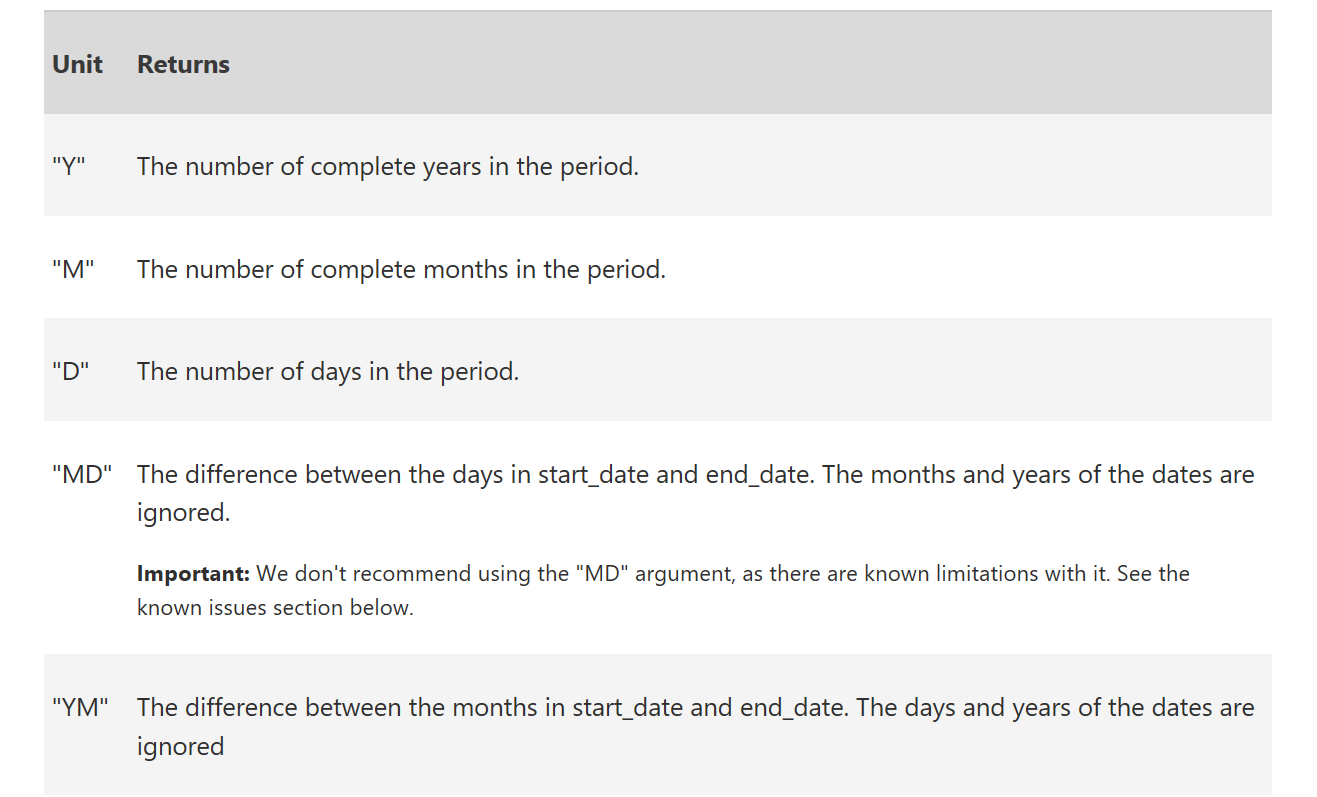 Unit Returns
"Y" The number of complete years in the period.
"M" The number of complete months in the period.
"D" The number of days in the period.
"MD" The difference between the days in start_date and end_date. The months and years of the dates are
ignored.
Important: We don't recommend using the "MD" argument, as there are known limitations with it. See the
known issues section below.
"YM" The difference between the months in start_date and end_date. The days and years of the dates are
ignored